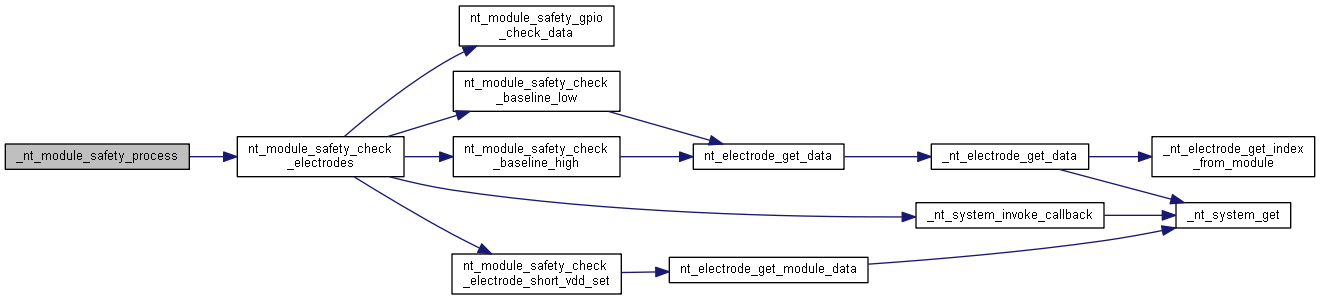 _nt_module_safety_process
nt_module_safety_check
_electrodes
nt_module_safety_gpio
_check_data
nt_module_safety_check
_baseline_low
nt_module_safety_check
_baseline_high
nt_module_safety_check
_electrode_short_vdd_set
nt_electrode_get_data
nt_electrode_get_module_data
_nt_electrode_get_data
_nt_system_invoke_callback
_nt_electrode_get_index
_from_module
_nt_system_get